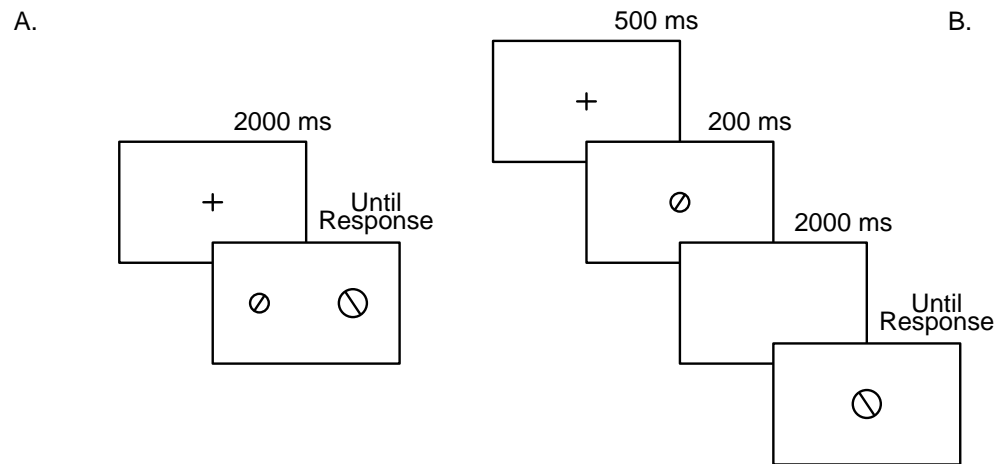 A.
2000 ms
Until
Response
B.
500 ms
200 ms
2000 ms
Until
Response